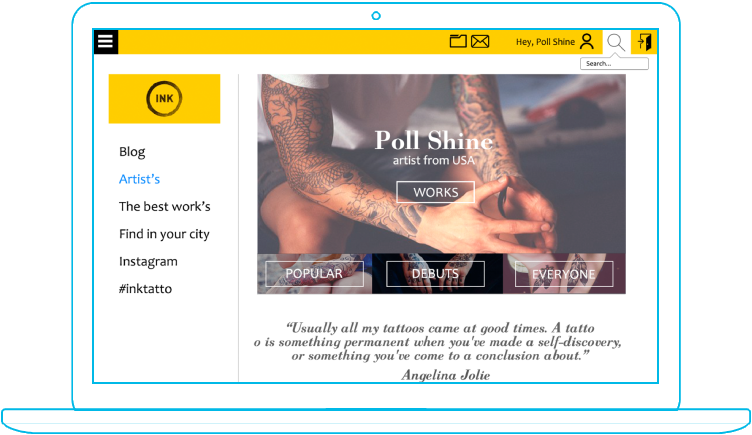 Hey, Poll Shine
Search...
INK
Blog
Artist's
The best work's
Find in your city
Instagram
#inktatto
Poll Shine
artist from USA
WORKS
POPULAR
DEBUTS
EVERYONE
“Usually all my tattoos came at good times. A tatto
o is something permanent when you've made a self-discovery,
or something you've come to a conclusion about.”
Angelina Jolie